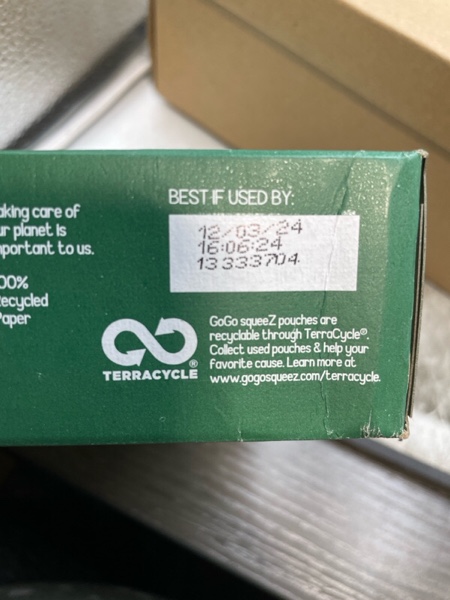 aking care of
ur planet is
mportant to us.
00%
ecycled
Paper
BEST IF USED BY:
12/03/24
16:06:24
13333704
TERRACYCLE®
GoGo squeeZ pouches are
recyclable through TerraCycle®.
Collect used pouches & help your
favorite cause. Learn more at
www.gogosqueez.com/terracycle.